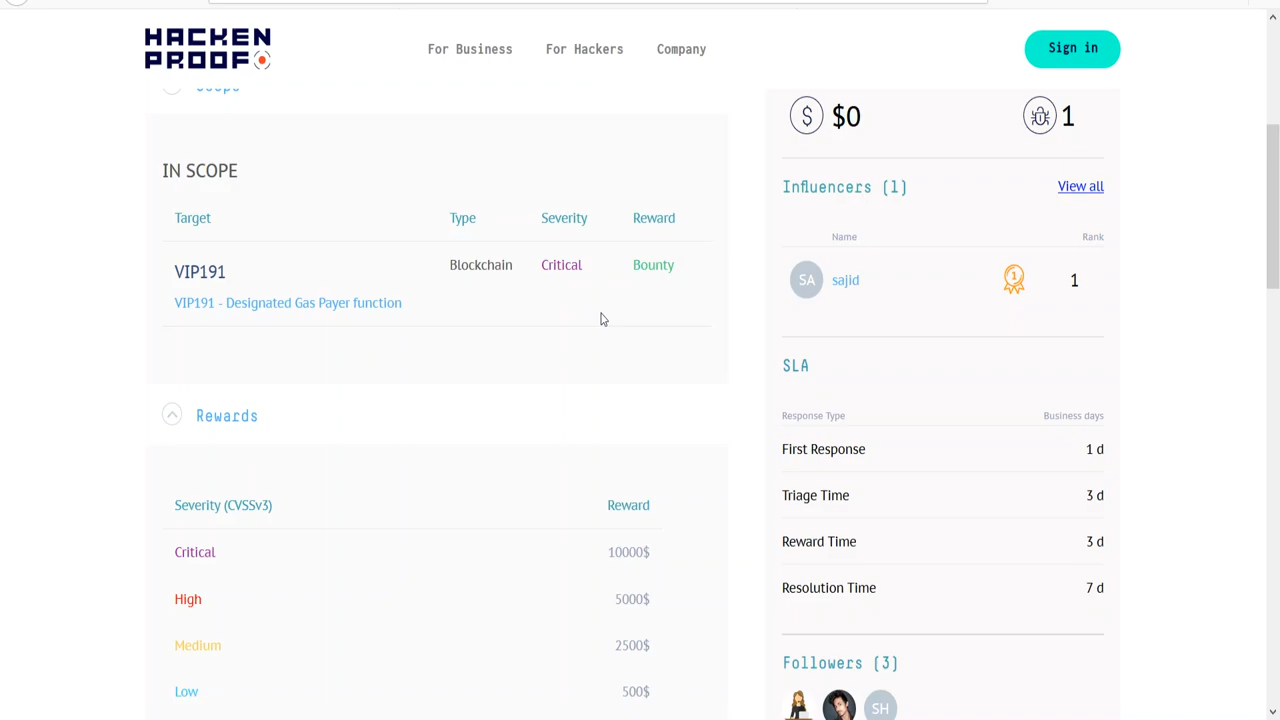 HACKEN
PROOF
For Business
For Hackers
Company
Sign in
Scope
IN SCOPE
Target Type Severity Reward
VIP191 Blockchain Critical Bounty
VIP191 - Designated Gas Payer function
Rewards
Severity (CVSSv3) Reward
Critical 10000$
High 5000$
Medium 2500$
Low 500$
$ $0 1
Influencers (1) View all
Name Rank
SA sajid 1 1
SLA
Response Type Business days
First Response 1 d
Triage Time 3 d
Reward Time 3 d
Resolution Time 7 d
Followers (3)
SH